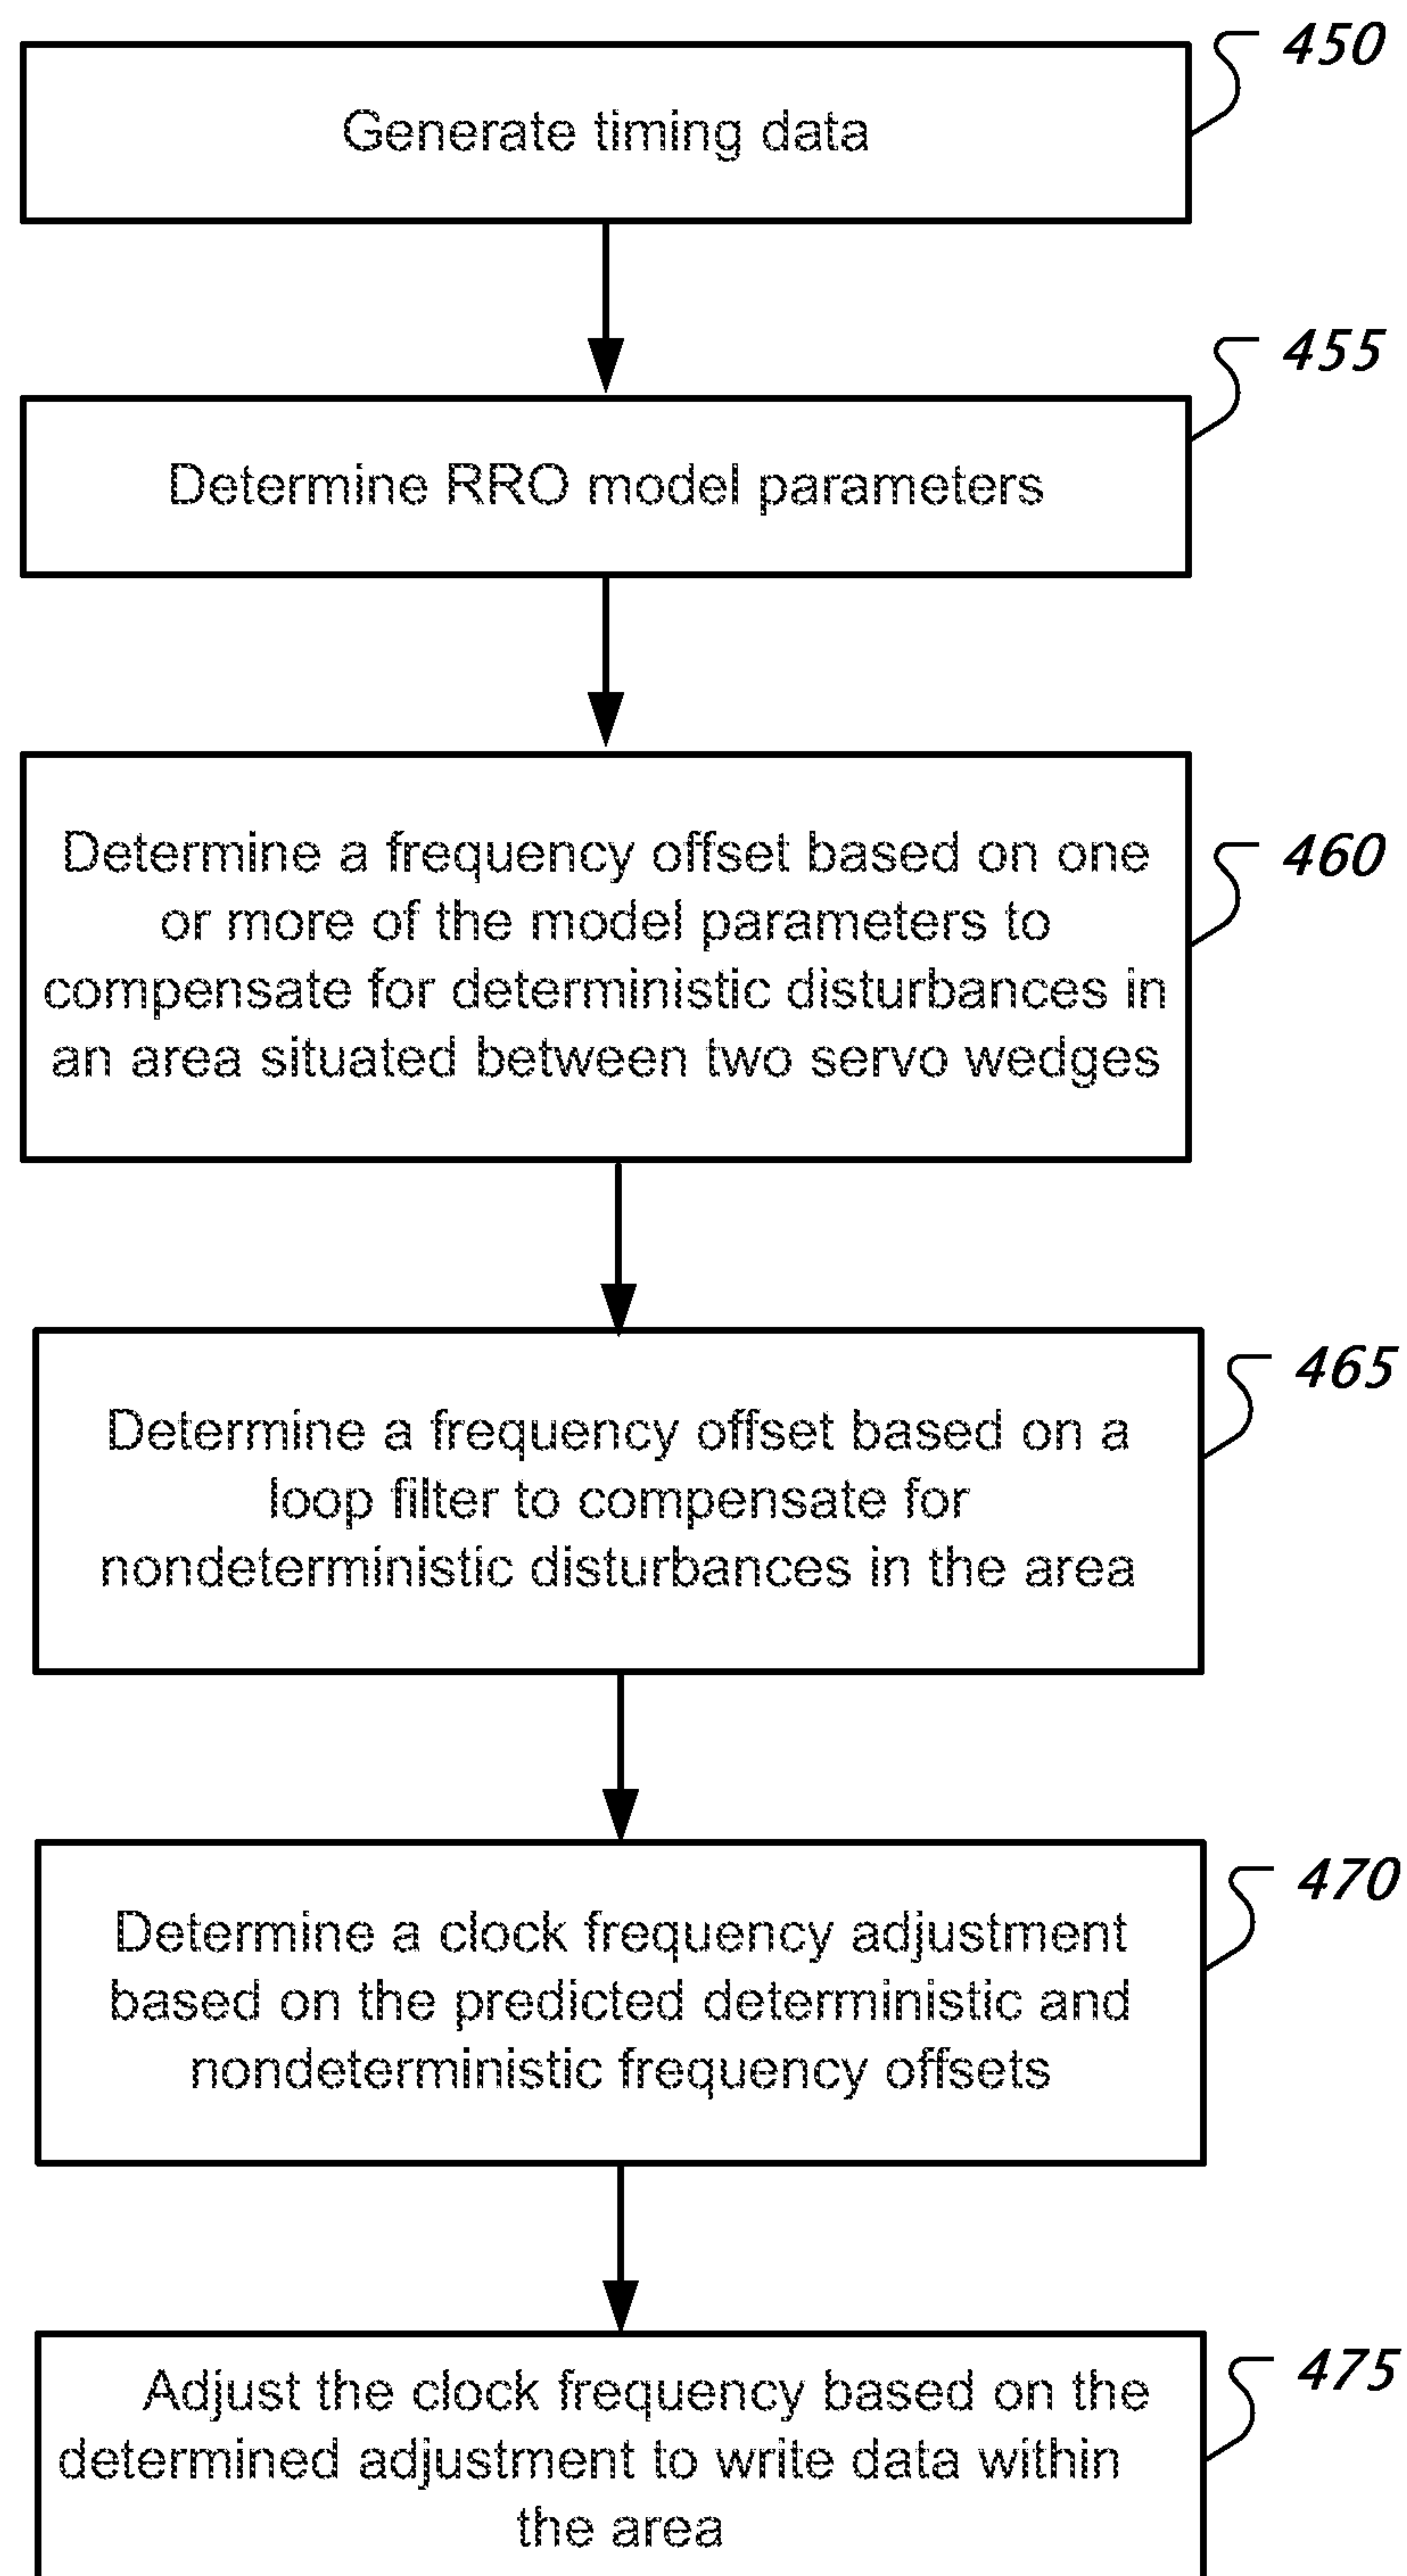 450
Generate timing data
455
Determine RRO model parameters
460
Determine a frequency offset based on one
or more of the model parameters to
compensate for deterministic disturbances in
an area situated between two servo wedges
465
Determine a frequency offset based on a
loop filter to compensate for
nondeterministic disturbances in the area
470
Determine a clock frequency adjustment
based on the predicted deterministic and
nondeterministic frequency offsets
475
Adjust the clock frequency based on the
determined adjustment to write data within
the area